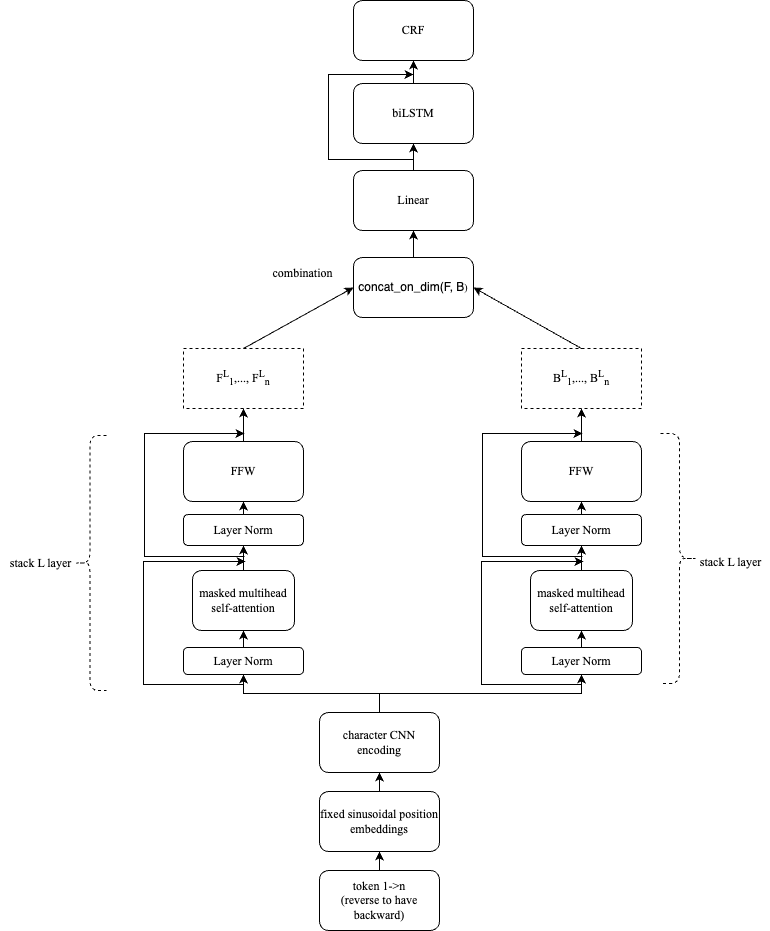 CRF
biLSTM
Linear
combination
concat_on_dim(F, B)
F^L_1,..., F^L_n
B^L_1,..., B^L_n
FFW
FFW
Layer Norm
Layer Norm
stack L layer
stack L layer
masked multihead
self-attention
masked multihead
self-attention
Layer Norm
Layer Norm
character CNN
encoding
fixed sinusoidal position
embeddings
token 1->n
(reverse to have
backward)